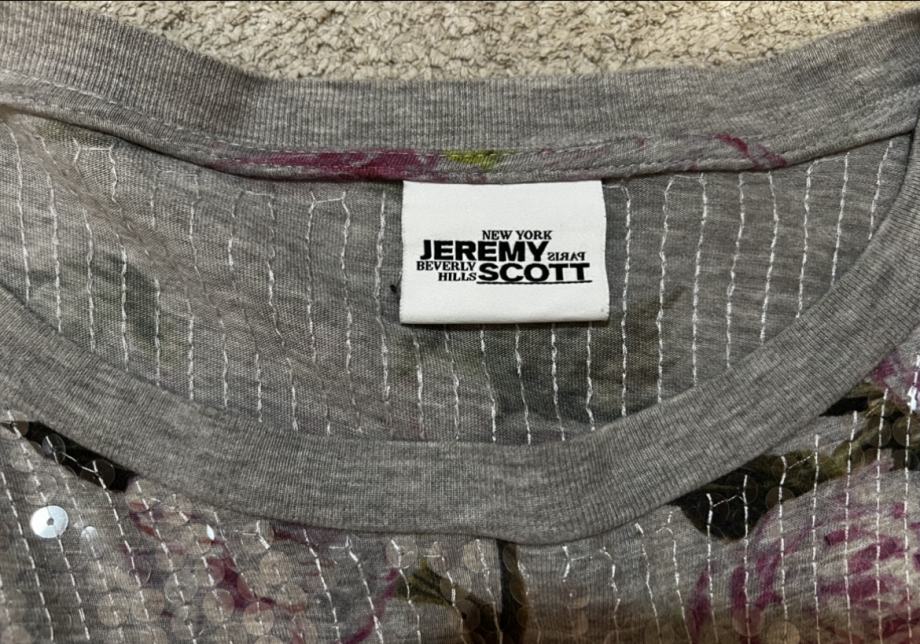 NEW YORK
JEREMY PARIS
BEVERLY
HILLS SCOTT